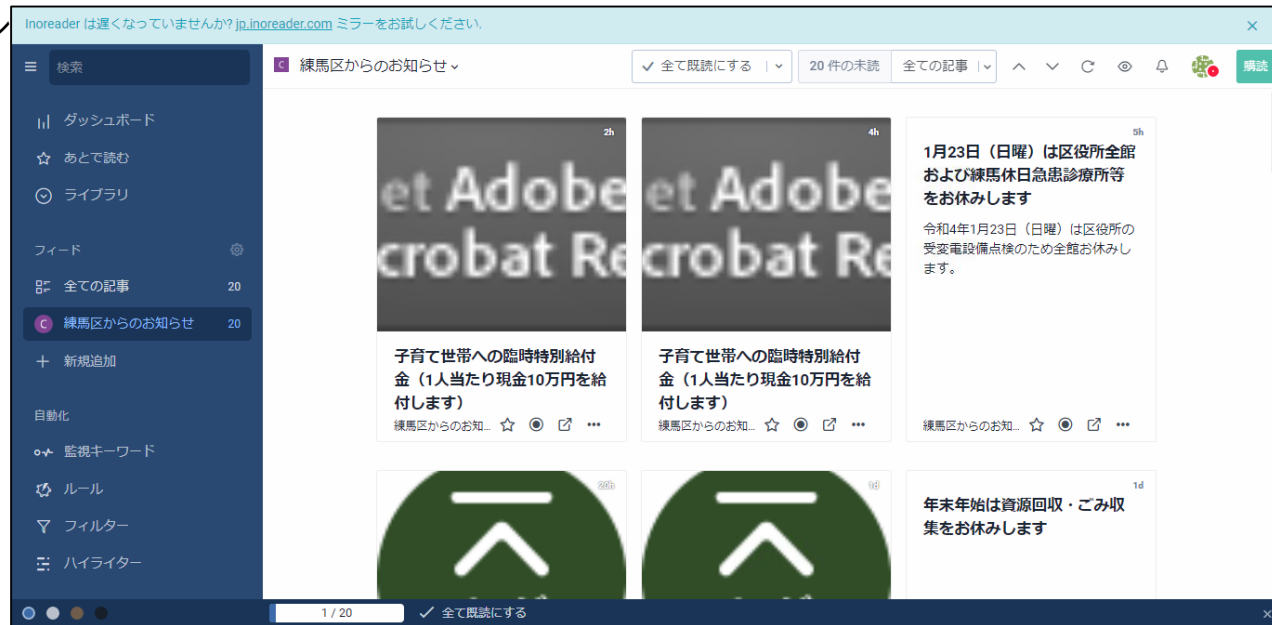 Inoreader は遅くなっていませんか? jp.inoreader.com ミラーをお試しください.
検索
練馬区からのお知らせ
全て既読にする
20 件の未読
全ての記事
購読
ダッシュボード
あとで読む
ライブラリ
フィード
全ての記事 20
C 練馬区からのお知らせ 20
新規追加
自動化
監視キーワード
ルール
フィルター
ハイライター
2h
et Adobe
crobat Re
子育て世帯への臨時特別給付
金（1人当たり現金10万円を給
付します）
練馬区からのお知...
4h
et Adobe
crobat Re
子育て世帯への臨時特別給付
金（1人当たり現金10万円を給
付します）
練馬区からのお知...
5h
1月23日（日曜）は区役所全館
および練馬休日急患診療所等
をお休みします
令和4年1月23日（日曜）は区役所の
受変電設備点検のため全館お休みし
ます。
練馬区からのお知...
20h
1d
1d
年末年始は資源回収・ごみ収
集をお休みします
1 / 20
全て既読にする